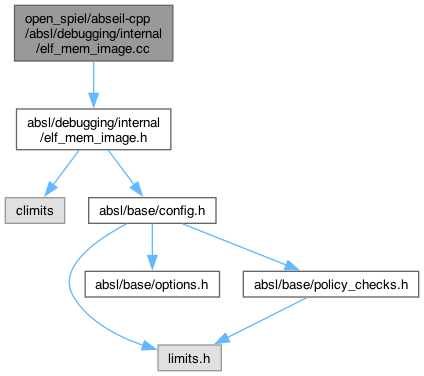 open_spiel/abseil-cpp
/absl/debugging/internal
/elf_mem_image.cc
absl/debugging/internal
/elf_mem_image.h
climits
absl/base/config.h
absl/base/options.h
absl/base/policy_checks.h
limits.h